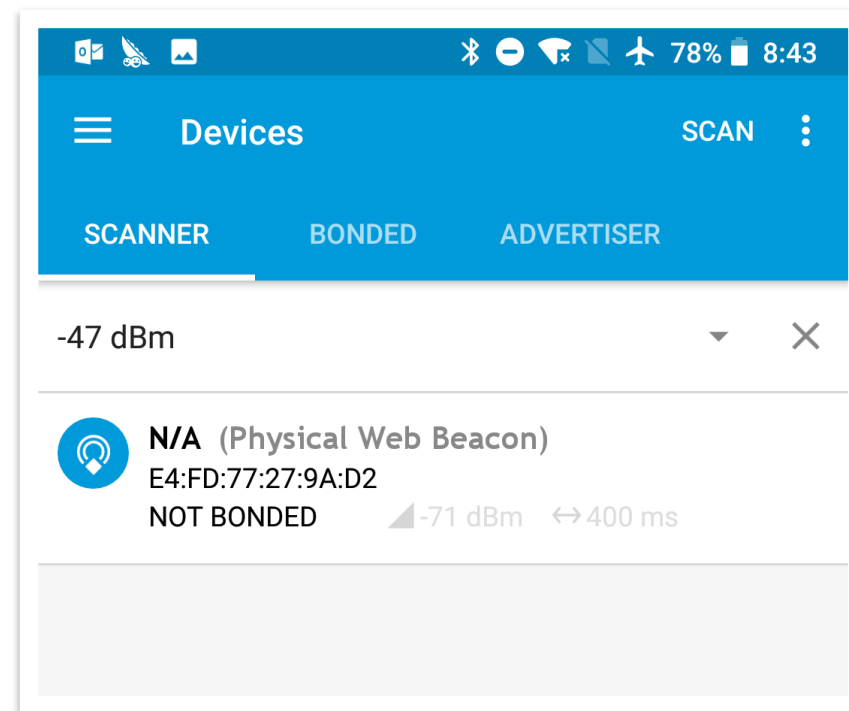 78% 8:43
Devices SCAN
SCANNER BONDED ADVERTISER
-47 dBm
N/A (Physical Web Beacon)
E4:FD:77:27:9A:D2
NOT BONDED -71 dBm 400 ms